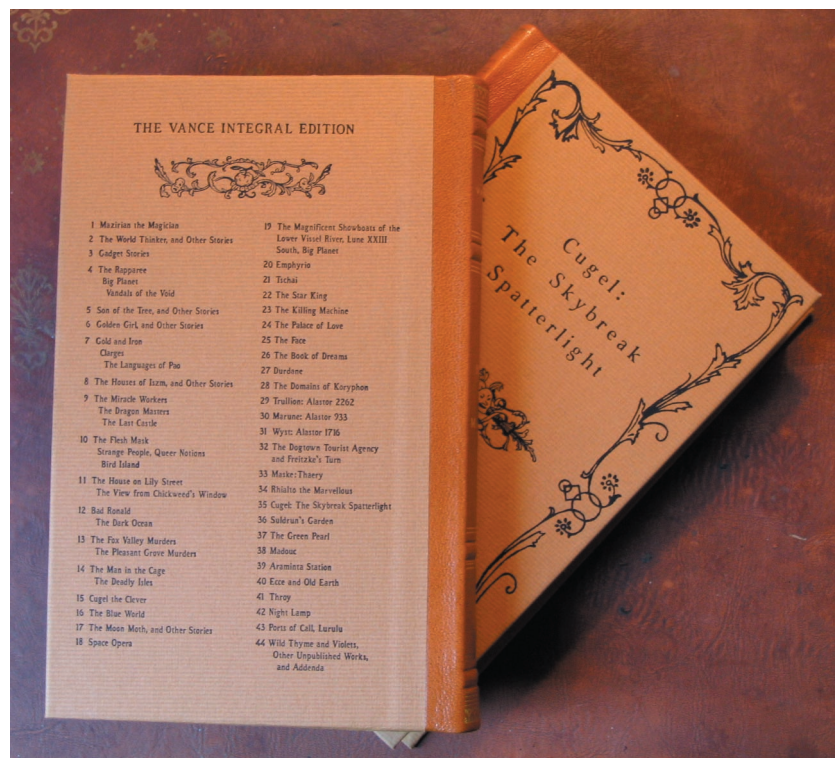 THE VANCE INTEGRAL EDITION
1 Mazirian the Magician
2 The World Thinker, and Other Stories
3 Gadget Stories
4 The Rapparee
Big Planet
Vandals of the Void
5 Son of the Tree, and Other Stories
6 Golden Girl, and Other Stories
7 Gold and Iron
Clarges
The Languages of Pao
8 The Houses of Iszm, and Other Stories
9 The Miracle Workers
The Dragon Masters
The Last Castle
10 The Flesh Mask
Strange People, Queer Notions
Bird Island
11 The House on Lily Street
The View from Chickweed's Window
12 Bad Ronald
The Dark Ocean
13 The Fox Valley Murders
The Pleasant Grove Murders
14 The Man in the Cage
The Deadly Isles
15 Cugel the Clever
16 The Blue World
17 The Moon Moth, and Other Stories
18 Space Opera
19 The Magnificent Showboats of the
Lower Vissel River, Lune XXIII
South, Big Planet
20 Emphyrio
21 Tschai
22 The Star King
23 The Killing Machine
24 The Palace of Love
25 The Face
26 The Book of Dreams
27 Durdane
28 The Domains of Koryphon
29 Trullion: Alastor 2262
30 Marune: Alastor 933
31 Wyst: Alastor 1716
32 The Dogtown Tourist Agency
and Freitzke's Turn
33 Maske: Thaery
34 Rhialto the Marvellous
35 Cugel: The Skybreak Spatterlight
36 Suldrun's Garden
37 The Green Pearl
38 Madouc
39 Araminta Station
40 Ecce and Old Earth
41 Throy
42 Night Lamp
43 Ports of Call, Lurulu
44 Wild Thyme and Violets,
Other Unpublished Works,
and Addenda
Cugel:
The Skybreak
Spatterlight